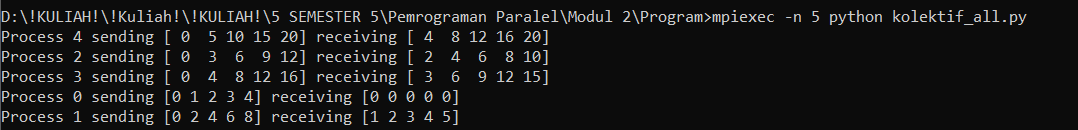 D:\!KULIAH!\!Kuliah!\!KULIAH!\5 SEMESTER 5\Pemrograman Paralel\Modul 2\Program>mpiexec -n 5 python kolektif_all.py
Process 4 sending [ 0  5 10 15 20] receiving [ 4  8 12 16 20]
Process 2 sending [ 0  3  6  9 12] receiving [ 2  4  6  8 10]
Process 3 sending [ 0  4  8 12 16] receiving [ 3  6  9 12 15]
Process 0 sending [0 1 2 3 4] receiving [0 0 0 0 0]
Process 1 sending [0 2 4 6 8] receiving [1 2 3 4 5]